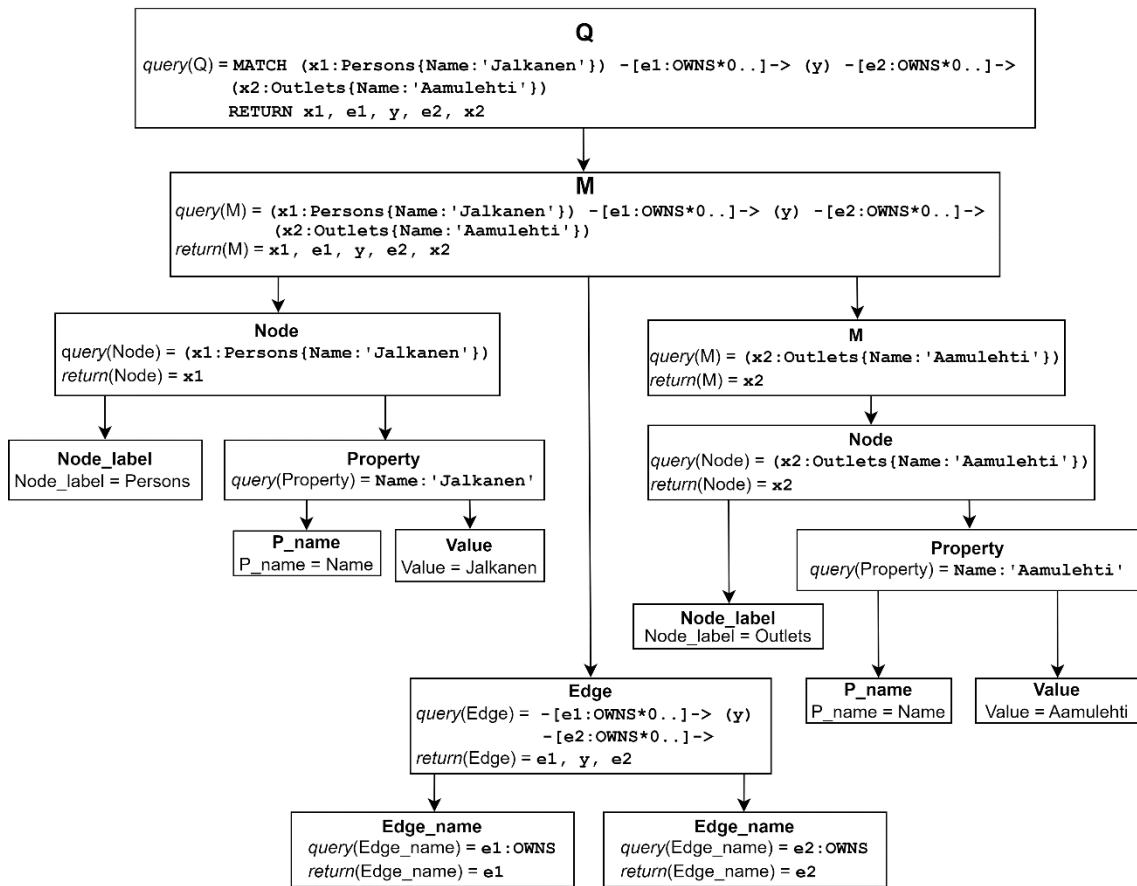 Q
query(Q) = MATCH (x1:Persons{Name:'Jalkanen'}) -[e1:OWNS*0..]-> (y) -[e2:OWNS*0..]->
(x2:Outlets{Name:'Aamulehti'})
RETURN x1, e1, y, e2, x2
M
query(M) = (x1:Persons{Name:'Jalkanen'}) -[e1:OWNS*0..]-> (y) -[e2:OWNS*0..]->
(x2:Outlets{Name:'Aamulehti'})
return(M) = x1, e1, y, e2, x2
Node
query(Node) = (x1:Persons{Name:'Jalkanen'})
return(Node) = x1
M
query(M) = (x2:Outlets{Name:'Aamulehti'})
return(M) = x2
Node_label
Node_label = Persons
Property
query(Property) = Name:'Jalkanen'
Node
query(Node) = (x2:Outlets{Name:'Aamulehti'})
return(Node) = x2
P_name
P_name = Name
Value
Value = Jalkanen
Property
query(Property) = Name:'Aamulehti'
Node_label
Node_label = Outlets
P_name
P_name = Name
Value
Value = Aamulehti
Edge
query(Edge) = -[e1:OWNS*0..]-> (y)
-[e2:OWNS*0..]->
return(Edge) = e1, y, e2
Edge_name
query(Edge_name) = e1:OWNS
return(Edge_name) = e1
Edge_name
query(Edge_name) = e2:OWNS
return(Edge_name) = e2